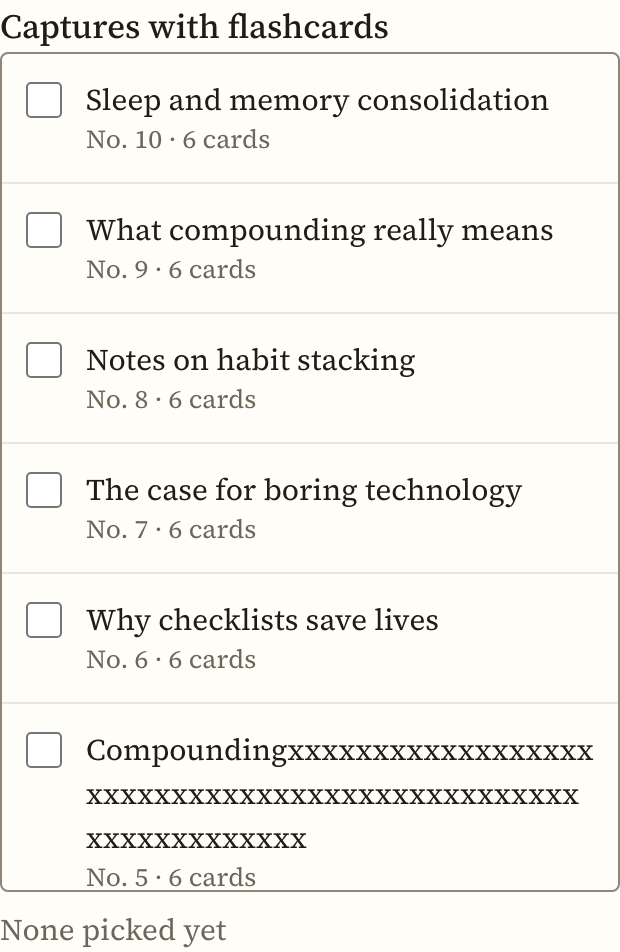 Captures with flashcards
Sleep and memory consolidation
No. 10 · 6 cards
What compounding really means
No. 9 · 6 cards
Notes on habit stacking
No. 8 · 6 cards
The case for boring technology
No. 7 · 6 cards
Why checklists save lives
No. 6 · 6 cards
Compoundingxxxxxxxxxxxxxxxxxx
xxxxxxxxxxxxxxxxxxxxxxxxxxxxx
xxxxxxxxxxxxx
No. 5 · 6 cards
None picked yet